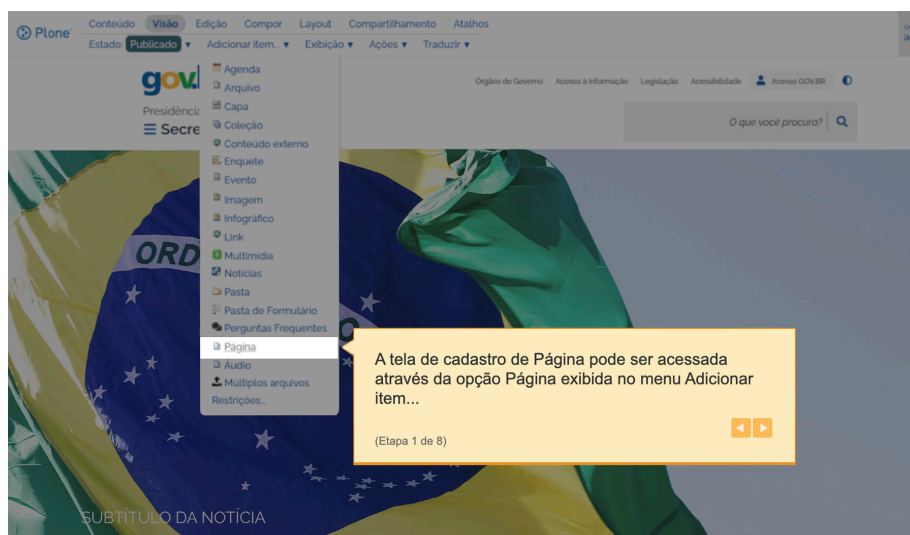 Plone
Conteúdo Visão Edição Compor Layout Compartilhamento Atalhos
Estado: Publicado ▾ Adicionar item... ▾ Exibição ▾ Ações ▾ Traduzir ▾
gov.
Órgãos do Governo Acesso à Informação Legislação Acessibilidade Acesso GOV.BR
Presidência
Secre
O que você procura?
Agenda
Arquivo
Capa
Coleção
Conteúdo externo
Enquete
Evento
Imagem
Infográfico
Link
Multimidia
Notícias
Pasta
Pasta de Formulário
Perguntas Frequentes
Página
Áudio
Multiplos arquivos
Restrições...
ORD
O
A tela de cadastro de Página pode ser acessada
através da opção Página exibida no menu Adicionar
item...
(Etapa 1 de 8)
SUBTÍTULO DA NOTÍCIA